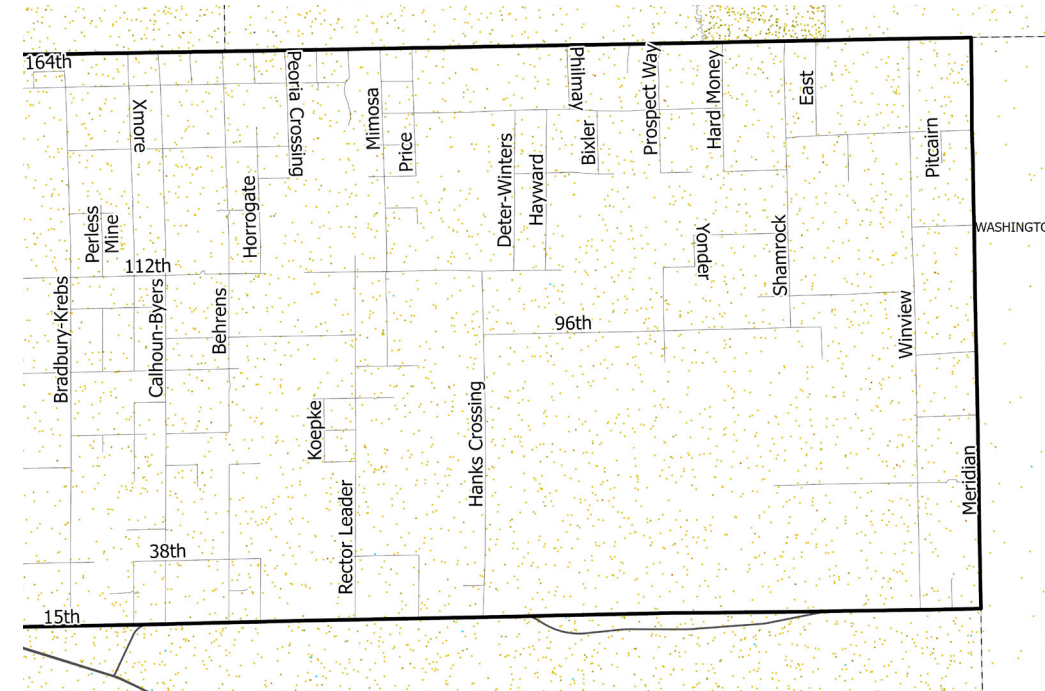 164th
Peoria Crossing
Philmay
Prospect Way
Hard Money
East
Xmore
Mimosa
Price
Bixler
Pitcairn
Deter-Winters
Hayward
Perless
Mine
Horrogate
Yonder
Shamrock
WASHINGTO
112th
Bradbury-Krebs
Calhoun-Byers
Behrens
96th
Winview
Koepke
Hanks Crossing
Meridian
Rector Leader
38th
15th